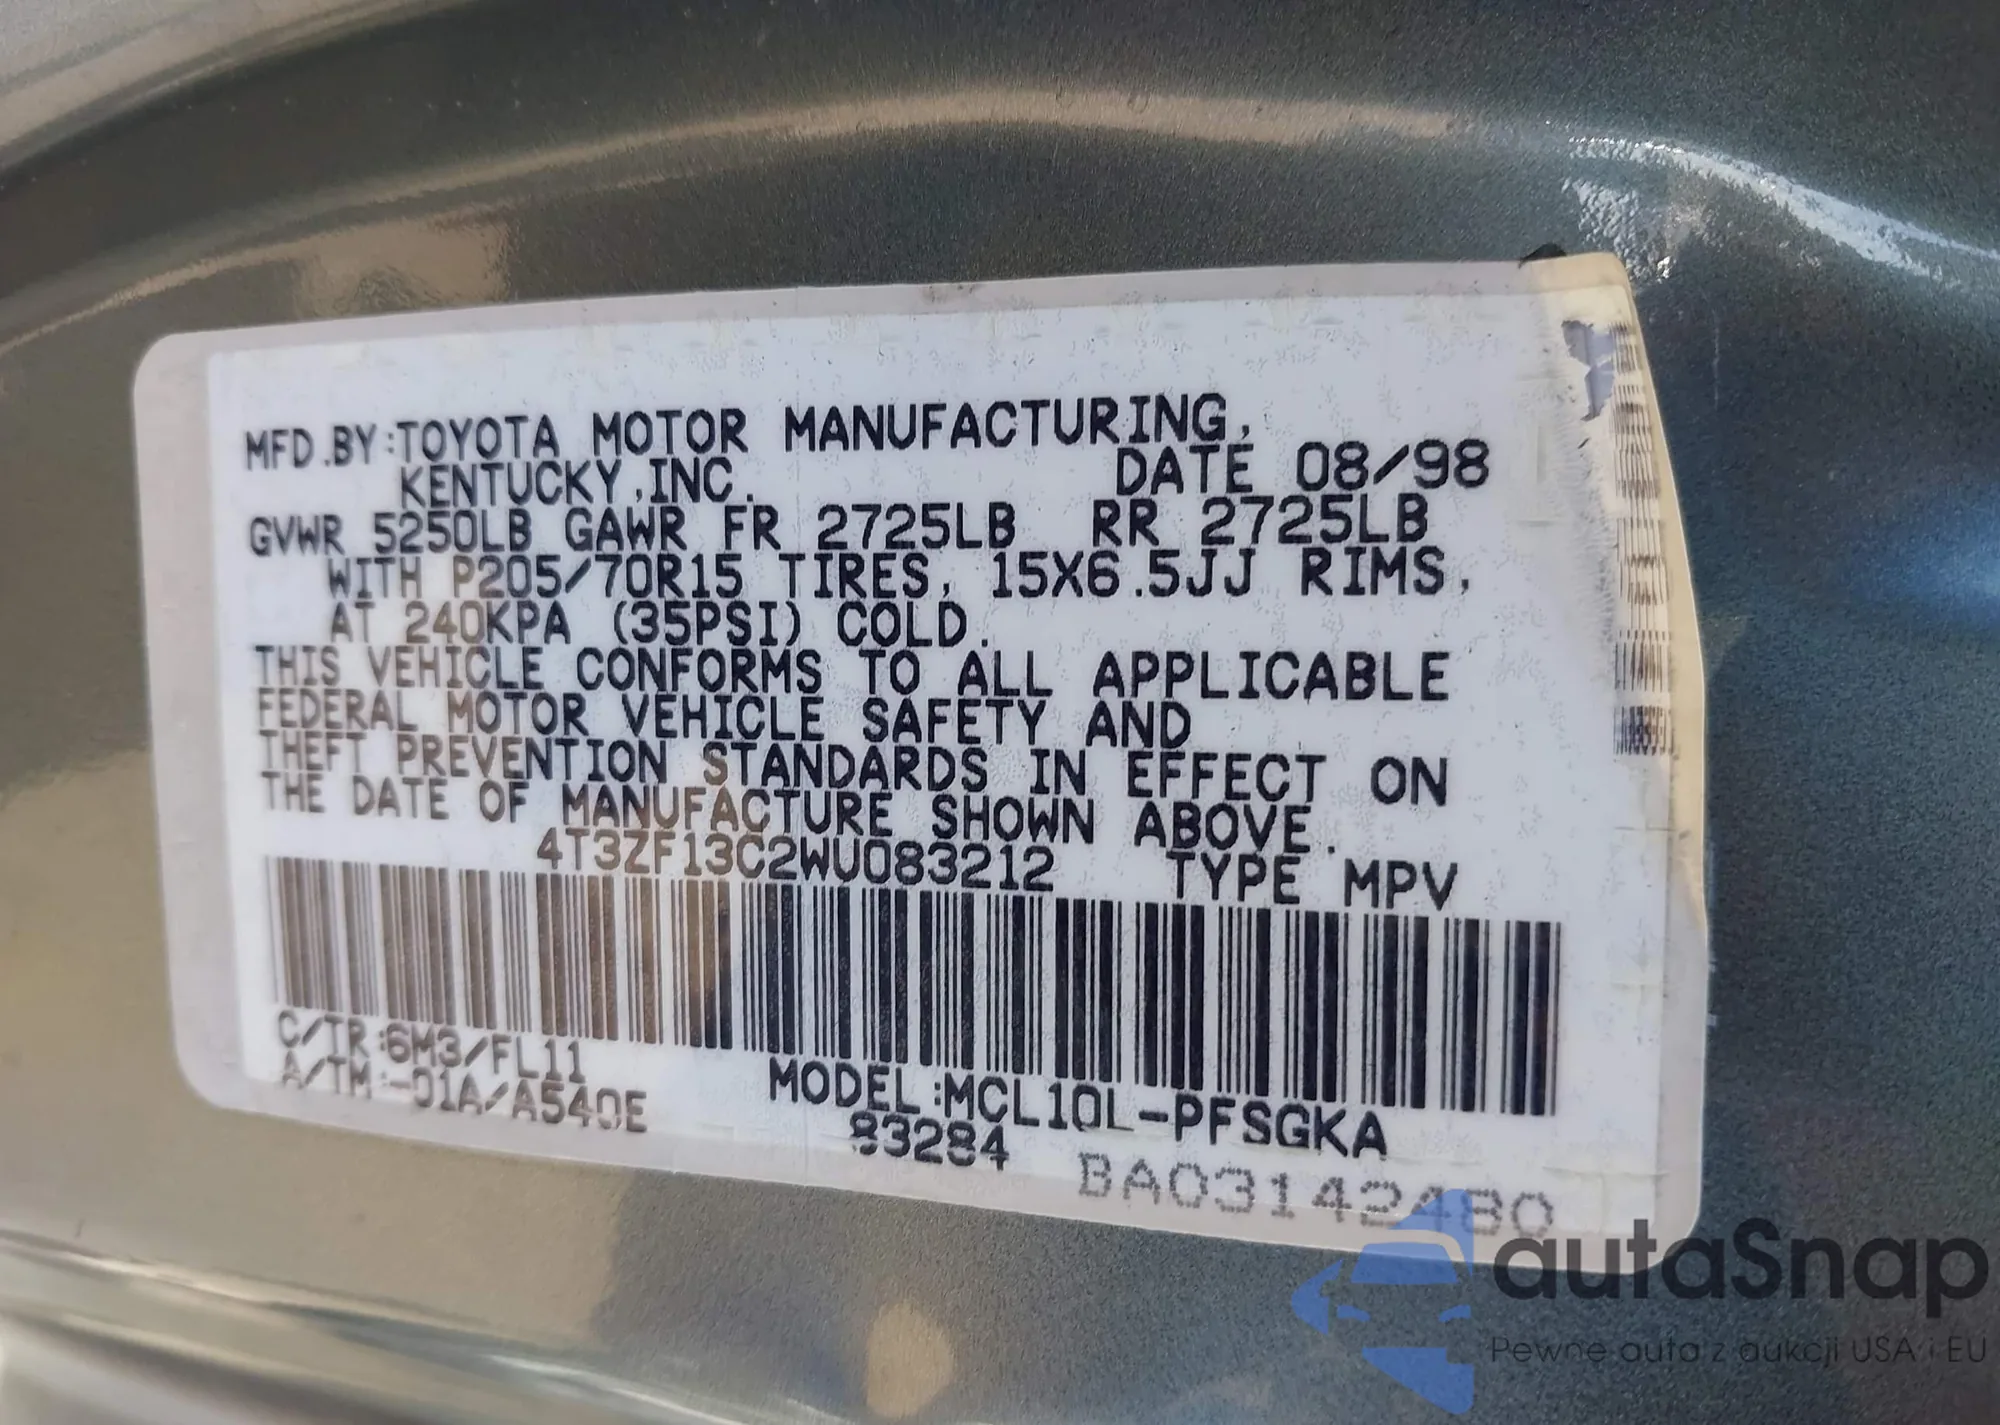 MFD.BY:TOYOTA MOTOR MANUFACTURING,
KENTUCKY,INC. DATE 08/98
GVWR 5250LB GAWR FR 2725LB RR 2725LB
WITH P205/70R15 TIRES, 15X6.5JJ RIMS,
AT 240KPA (35PSI) COLD.
THIS VEHICLE CONFORMS TO ALL APPLICABLE
FEDERAL MOTOR VEHICLE SAFETY AND
THEFT PREVENTION STANDARDS IN EFFECT ON
THE DATE OF MANUFACTURE SHOWN ABOVE.
4T3ZF13C2WU083212 TYPE MPV
C/TR:6M3/FL11
A/TM:-01A/A540E MODEL:MCL10L-PFSGKA
83284
BA031424B0
autaSnap
Pewne auta z aukcji USA i EU